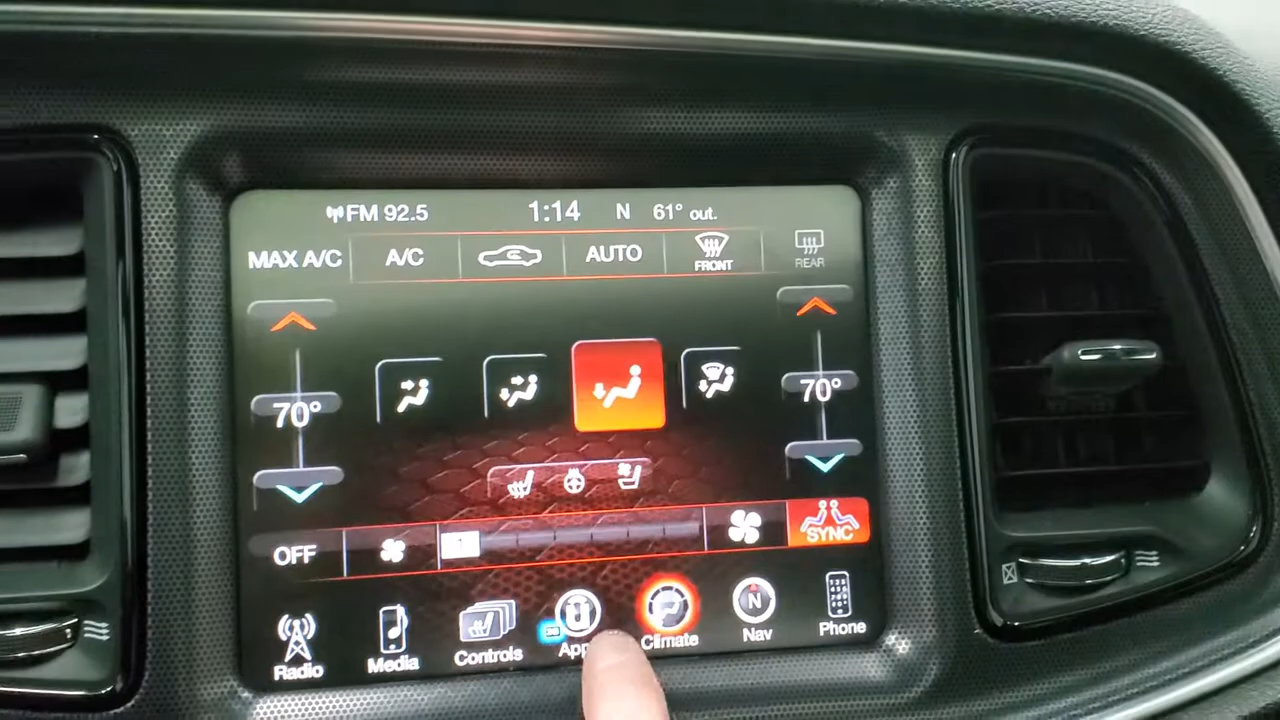 FM 92.5 1:14 N 61° out.
MAX A/C A/C AUTO FRONT REAR
70° 70°
OFF 1 SYNC
Radio Media Controls Climate Nav Phone